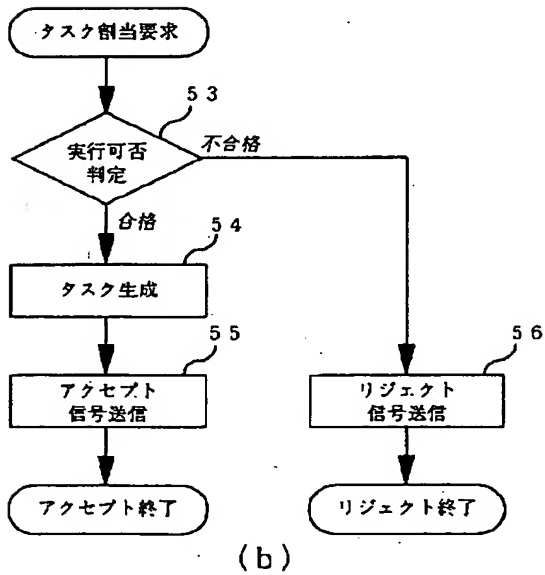 タスク割当要求
53
実行可否
判定
不合格
合格
54
タスク生成
55
アクセプト
信号送信
56
リジェクト
信号送信
アクセプト終了
リジェクト終了
(b)